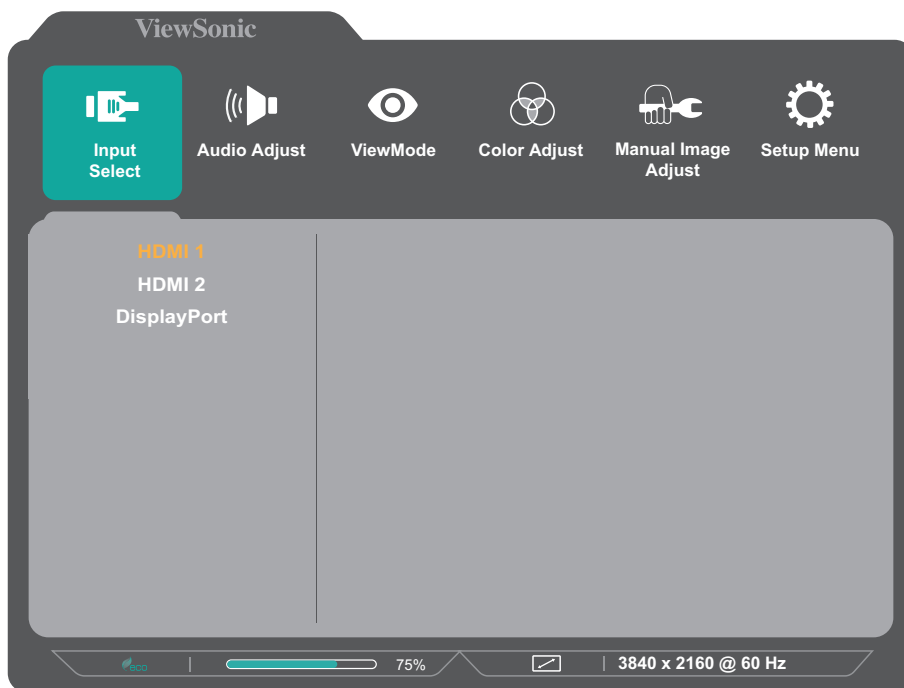 ViewSonic
Input
Select
Audio Adjust
ViewMode
Color Adjust
Manual Image
Adjust
Setup Menu
HDMI 1
HDMI 2
DisplayPort
eco
75%
3840 x 2160 @ 60 Hz